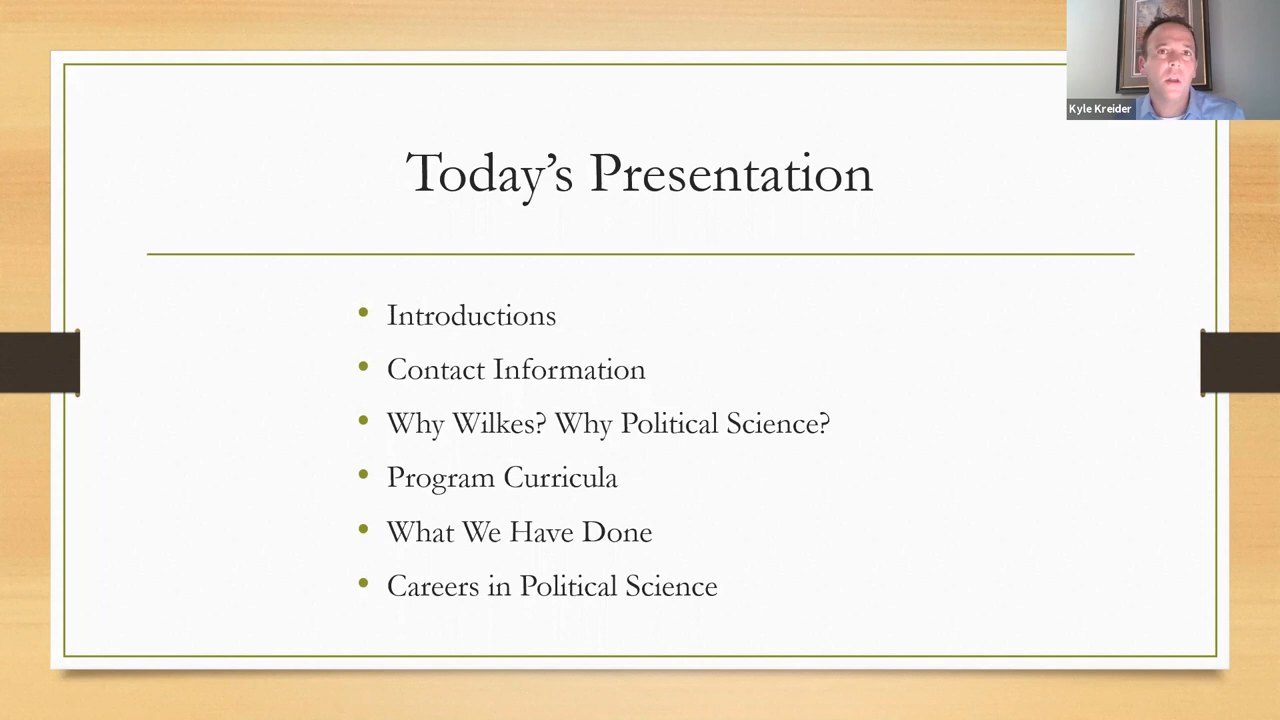 Kyle Kreider
Today’s Presentation
Introductions
Contact Information
Why Wilkes? Why Political Science?
Program Curricula
What We Have Done
Careers in Political Science